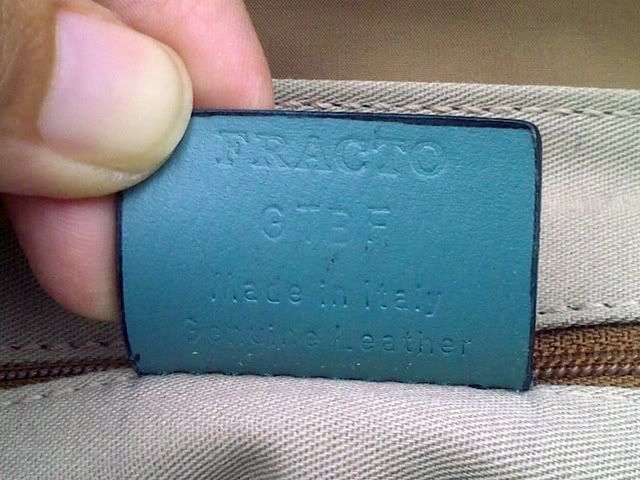 FRACTO
GTBF
Made in Italy
Genuine Leather